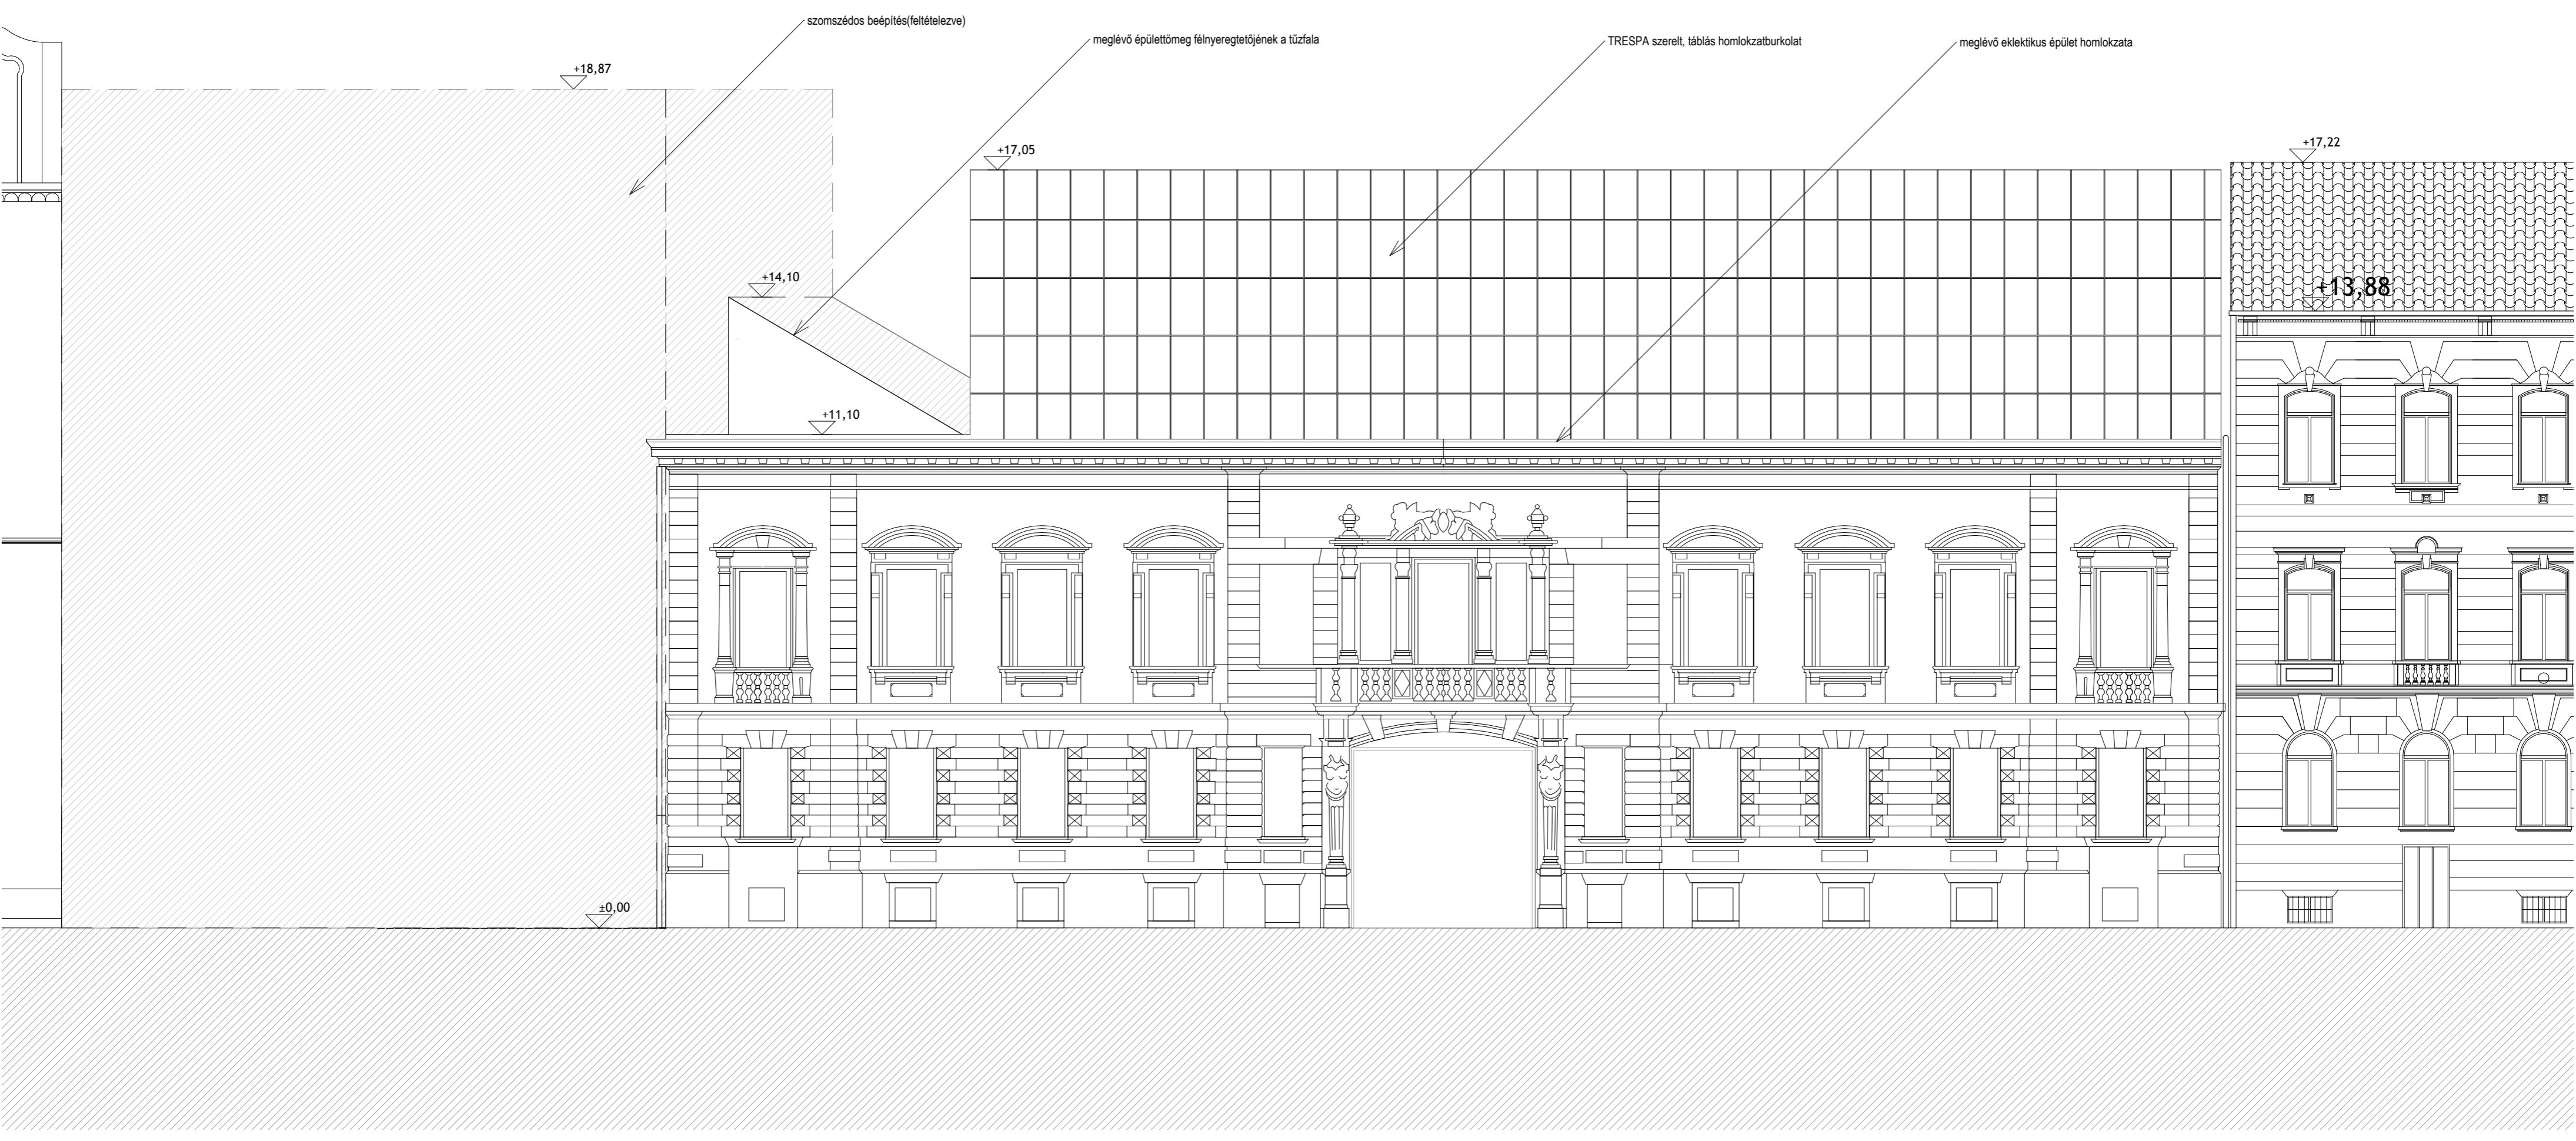 szomszédos beépítés(feltételezve)
meglévő épülettömeg félnyeregtetőjének a tűzfala
TRESPA szerelt, táblás homlokzatburkolat
meglévő eklektikus épület homlokzata
+18,87
+17,05
+17,22
+14,10
+13,88
+11,10
±0,00